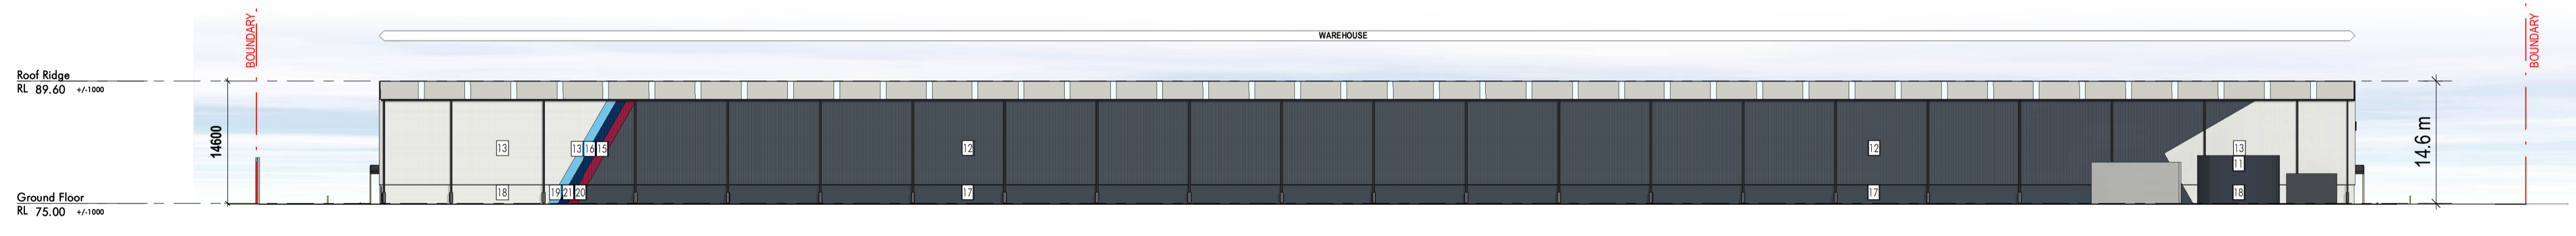 BOUNDARY
WAREHOUSE
BOUNDARY
Roof Ridge
RL 89.60 +/-1000
14600
14.6 m
13
13 16 15
12
12
13
11
Ground Floor
RL 75.00 +/-1000
18
19 21 20
17
17
18